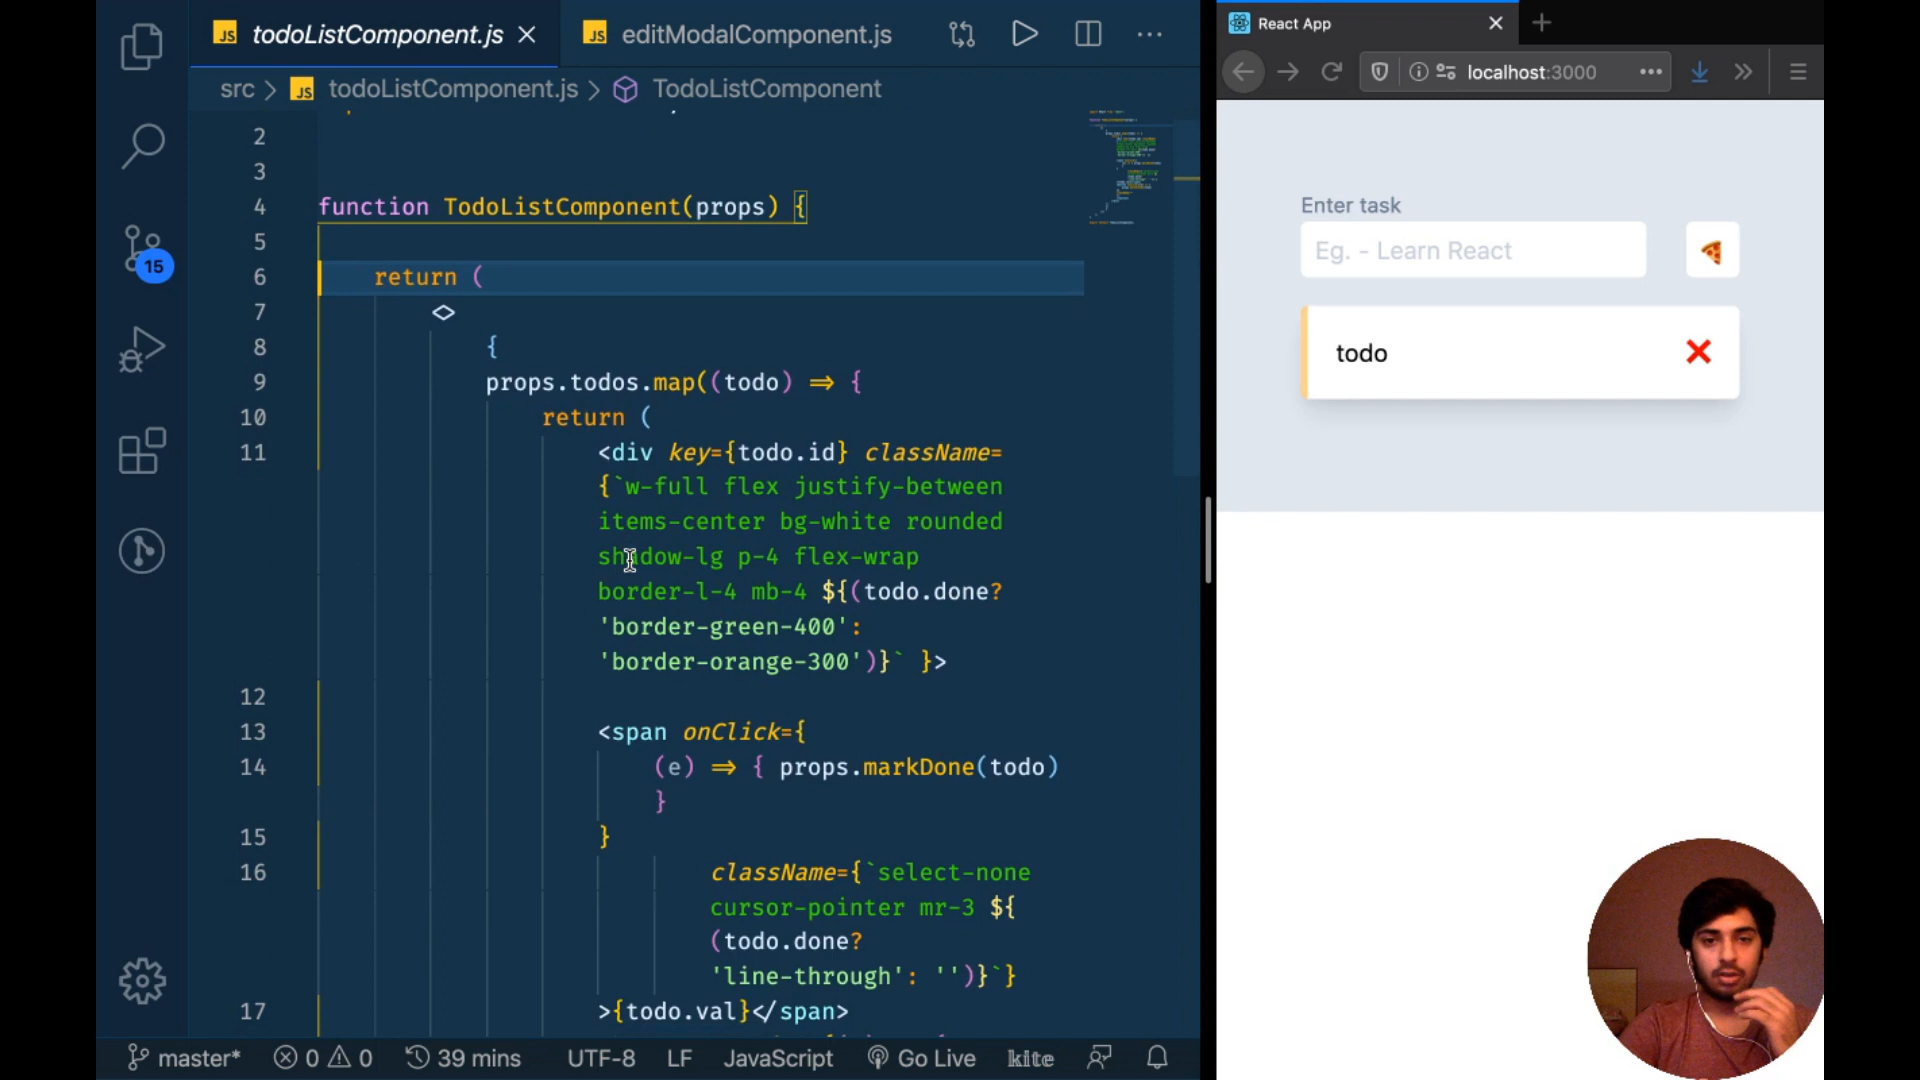 JS todoListComponent.js
JS editModalComponent.js
src > JS todoListComponent.js > TodoListComponent
2
3
4 function TodoListComponent(props) {
5
6 return (
7 <>
8 {
9 props.todos.map((todo) => {
10 return (
11 <div key={todo.id} className=
{`w-full flex justify-between
items-center bg-white rounded
shadow-lg p-4 flex-wrap
border-l-4 mb-4 ${(todo.done?
'border-green-400':
'border-orange-300')}` }>
12
13 <span onClick={
14 (e) => { props.markDone(todo)
}
15 }
16 className={`select-none
cursor-pointer mr-3 ${
(todo.done?
'line-through': '')}`}
17 >{todo.val}</span>
15
master* 0 0 39 mins UTF-8 LF JavaScript Go Live kite
React App
localhost:3000
Enter task
Eg. - Learn React
todo